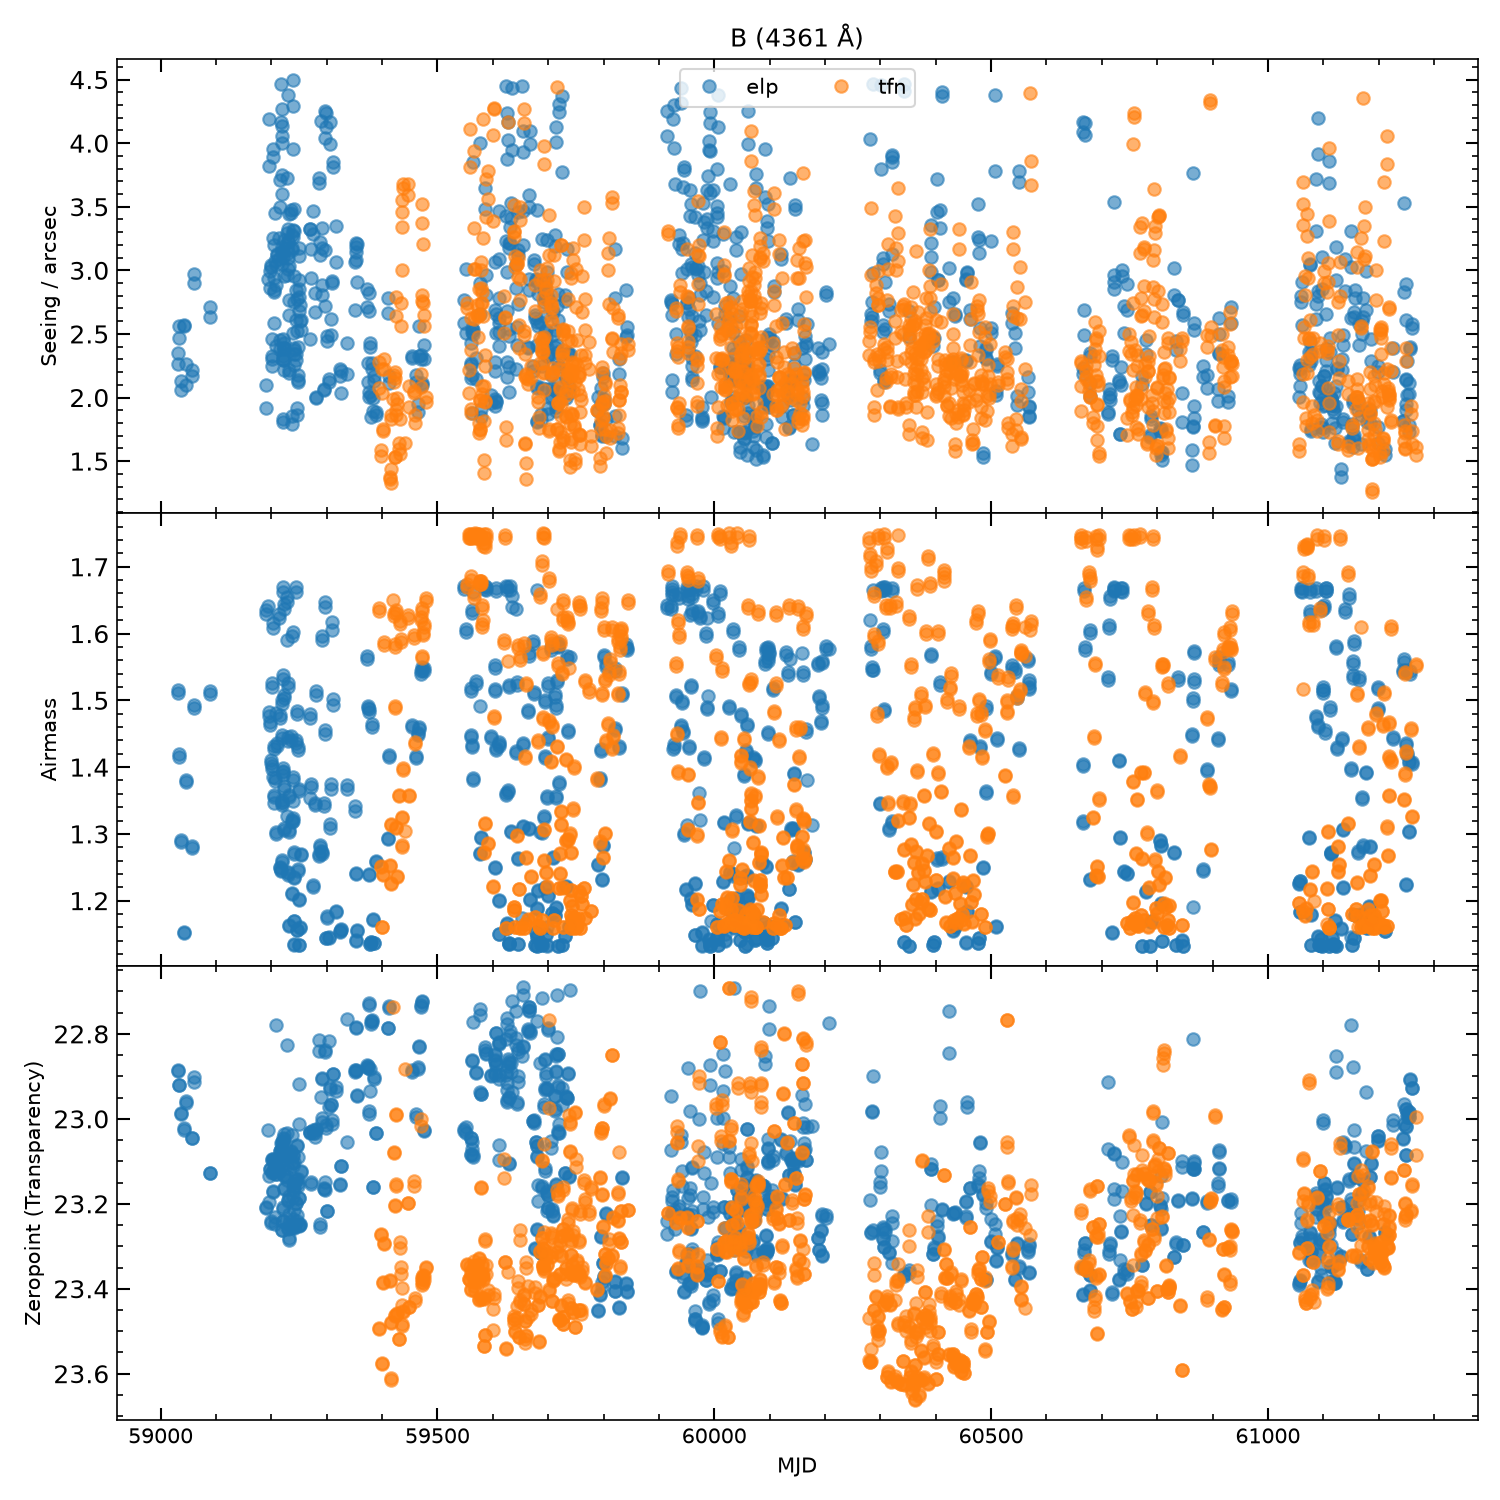 B (4361 Å)
elp tfn
4.5
4.0
3.5
3.0
2.5
2.0
1.5
Seeing / arcsec
1.7
1.6
1.5
1.4
1.3
1.2
Airmass
22.8
23.0
23.2
23.4
23.6
Zeropoint (Transparency)
59000 59500 60000 60500 61000
MJD